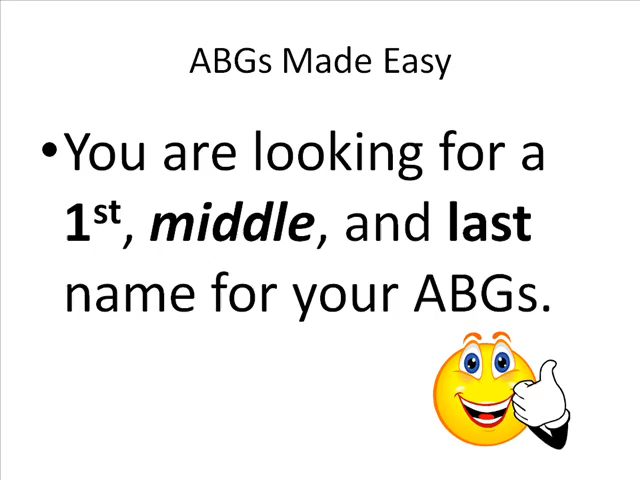 ABGs Made Easy
•You are looking for a
1st, middle, and last
name for your ABGs.